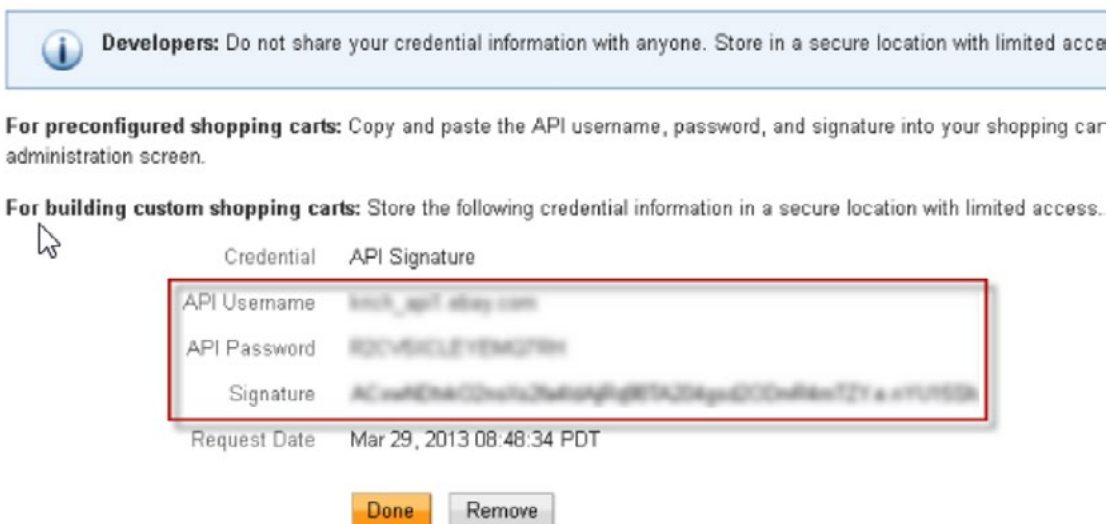 Developers: Do not share your credential information with anyone. Store in a secure location with limited acce
For preconfigured shopping carts: Copy and paste the API username, password, and signature into your shopping car
administration screen.
For building custom shopping carts: Store the following credential information in a secure location with limited access.
Credential API Signature
API Username
API Password
Signature
Request Date Mar 29, 2013 08:48:34 PDT
Done Remove